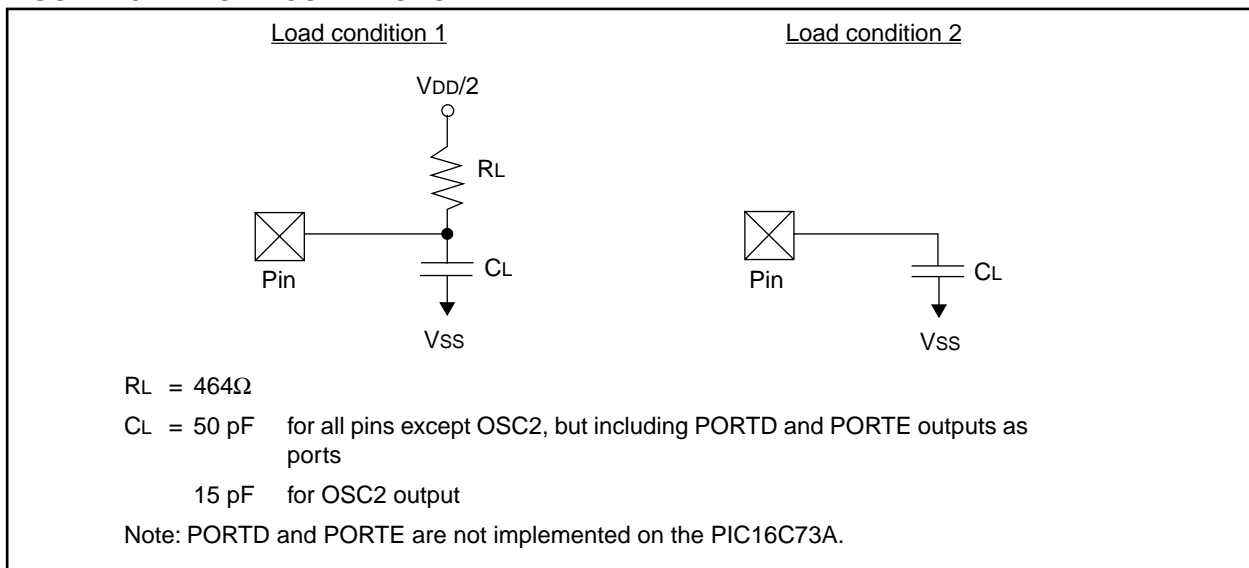 Load condition 1
Load condition 2
VDD/2
RL
Pin
CL
VSS
Pin
CL
VSS
RL = 464Ω
CL = 50 pF for all pins except OSC2, but including PORTD and PORTE outputs as
ports
15 pF for OSC2 output
Note: PORTD and PORTE are not implemented on the PIC16C73A.